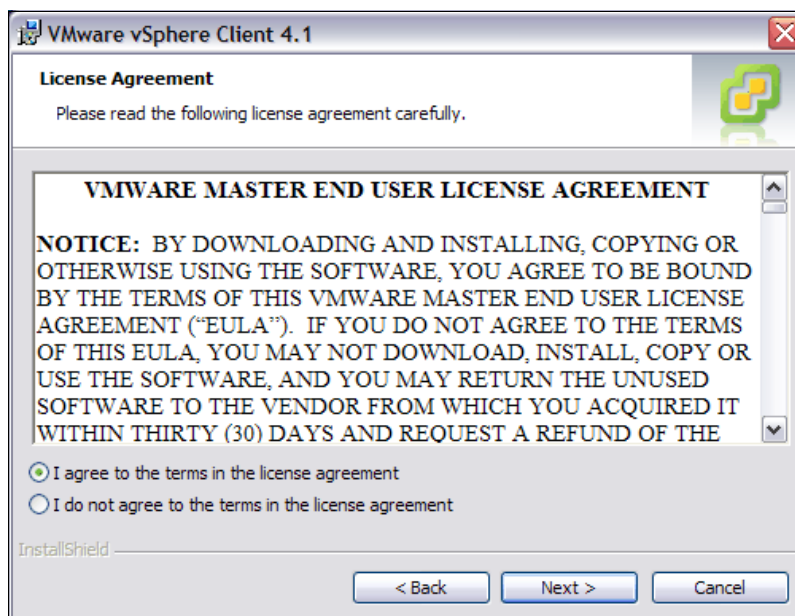 VMware vSphere Client 4.1
License Agreement
Please read the following license agreement carefully.
VMWARE MASTER END USER LICENSE AGREEMENT
NOTICE:  BY DOWNLOADING AND INSTALLING, COPYING OR
OTHERWISE USING THE SOFTWARE, YOU AGREE TO BE BOUND
BY THE TERMS OF THIS VMWARE MASTER END USER LICENSE
AGREEMENT (“EULA”).  IF YOU DO NOT AGREE TO THE TERMS
OF THIS EULA, YOU MAY NOT DOWNLOAD, INSTALL, COPY OR
USE THE SOFTWARE, AND YOU MAY RETURN THE UNUSED
SOFTWARE TO THE VENDOR FROM WHICH YOU ACQUIRED IT
WITHIN THIRTY (30) DAYS AND REQUEST A REFUND OF THE
I agree to the terms in the license agreement
I do not agree to the terms in the license agreement
InstallShield
< Back Next > Cancel